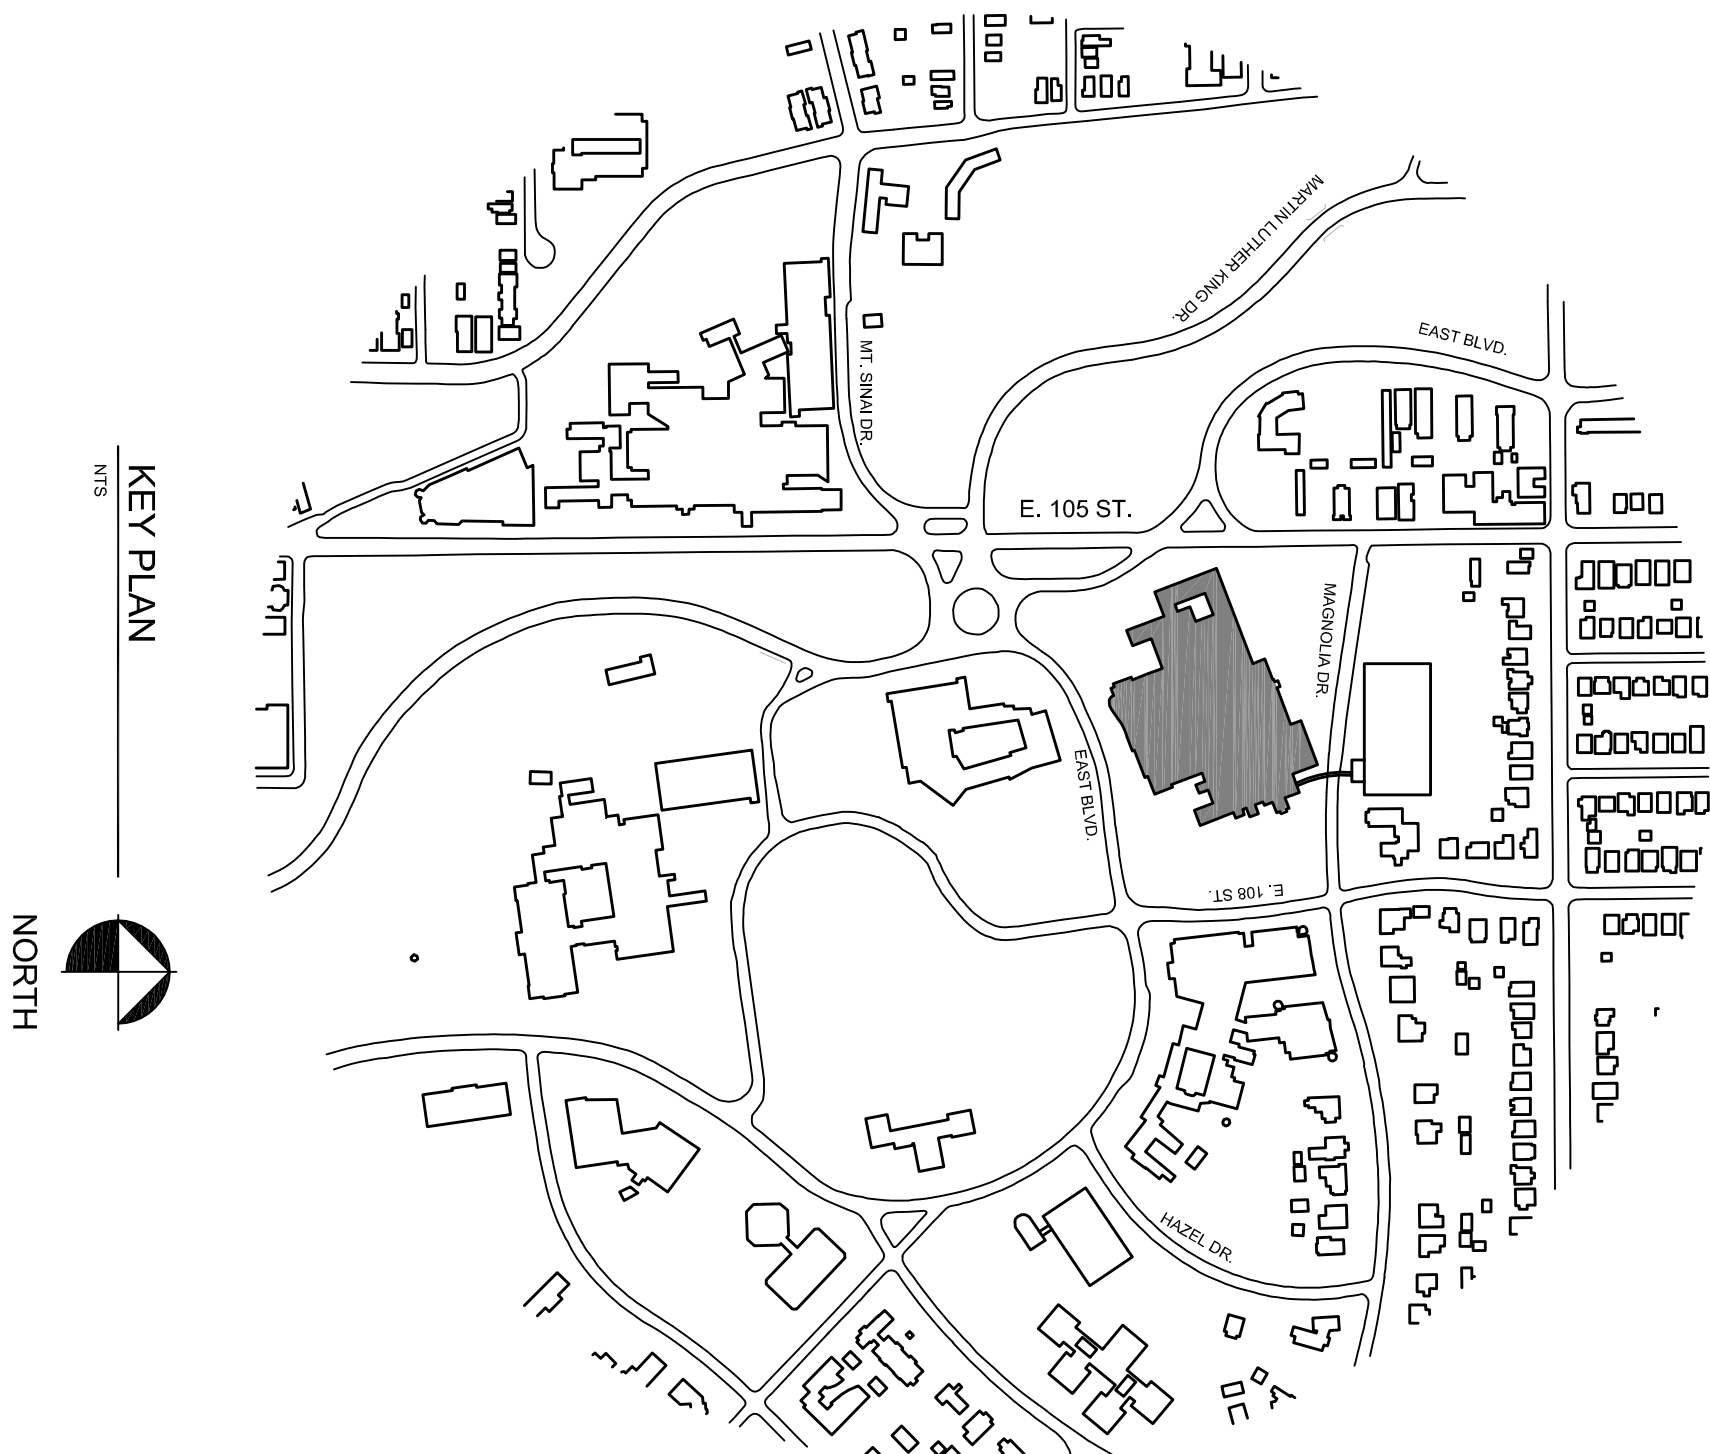 MARTIN LUTHER KING DR.
EAST BLVD.
MT. SINAI DR.
E. 105 ST.
MAGNOLIA DR.
EAST BLVD.
E. 108 ST.
HAZEL DR.
KEY PLAN
NTS
NORTH